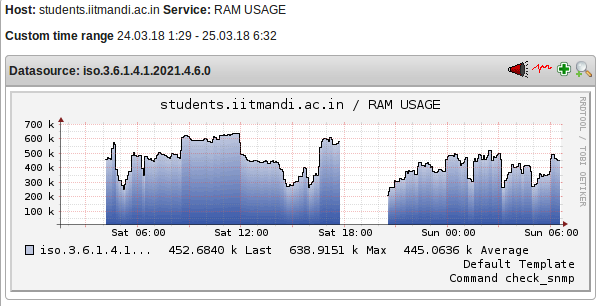 Host: students.iitmandi.ac.in Service: RAM USAGE
Custom time range 24.03.18 1:29 - 25.03.18 6:32
Datasource: iso.3.6.1.4.1.2021.4.6.0
students.iitmandi.ac.in / RAM USAGE
RRDTOOL / TOBI OETIKER
700 k
600 k
500 k
400 k
300 k
200 k
100 k
Sat 06:00 Sat 12:00 Sat 18:00 Sun 00:00 Sun 06:00
iso.3.6.1.4.1... 452.6840 k Last 638.9151 k Max 445.0636 k Average
Default Template
Command check_snmp